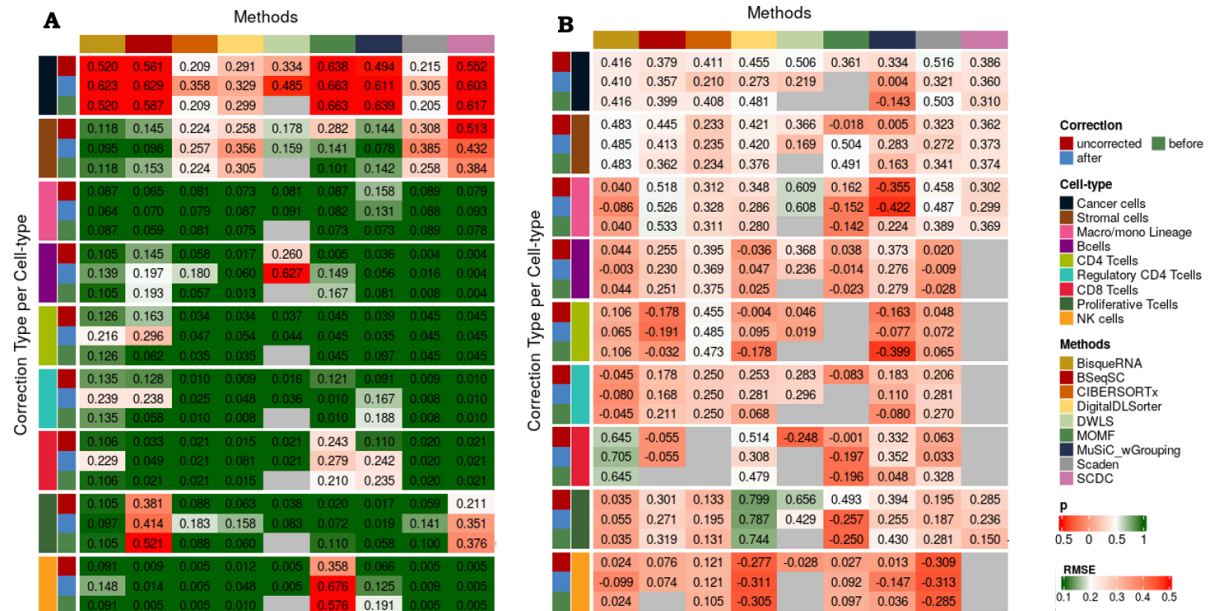 A
Methods
B
Methods
Correction Type per Cell-type
0.520 0.561 0.209 0.291 0.334 0.638 0.494 0.215 0.552
0.623 0.629 0.358 0.329 0.485 0.663 0.611 0.305 0.603
0.520 0.587 0.209 0.299 0.663 0.639 0.205 0.617
0.118 0.145 0.224 0.258 0.178 0.282 0.144 0.308 0.513
0.095 0.098 0.257 0.356 0.159 0.141 0.078 0.385 0.432
0.118 0.153 0.224 0.305 0.101 0.142 0.258 0.384
0.087 0.065 0.081 0.073 0.081 0.087 0.158 0.089 0.079
0.064 0.070 0.079 0.087 0.091 0.082 0.131 0.088 0.093
0.087 0.059 0.081 0.075 0.073 0.073 0.089 0.078
0.105 0.145 0.058 0.017 0.260 0.005 0.036 0.013 0.004
0.139 0.197 0.180 0.060 0.627 0.149 0.056 0.016 0.004
0.105 0.193 0.057 0.013 0.167 0.081 0.008 0.004
0.126 0.163 0.034 0.041 0.035 0.045 0.039 0.045 0.045
0.216 0.296 0.047 0.054 0.044 0.045 0.035 0.045 0.045
0.126 0.062 0.035 0.035 0.045 0.097 0.045 0.045
0.135 0.128 0.010 0.009 0.016 0.121 0.091 0.009 0.010
0.239 0.238 0.025 0.048 0.036 0.010 0.167 0.009 0.010
0.135 0.058 0.010 0.008 0.010 0.188 0.008 0.010
0.106 0.033 0.021 0.015 0.021 0.243 0.110 0.020 0.021
0.229 0.049 0.021 0.081 0.021 0.279 0.242 0.020 0.021
0.106 0.021 0.021 0.015 0.210 0.235 0.020 0.021
0.105 0.381 0.088 0.063 0.038 0.020 0.017 0.059 0.211
0.097 0.414 0.183 0.158 0.083 0.072 0.019 0.141 0.351
0.105 0.521 0.088 0.060 0.110 0.058 0.100 0.376
0.091 0.009 0.005 0.012 0.005 0.358 0.066 0.005 0.005
0.148 0.014 0.005 0.048 0.005 0.676 0.125 0.009 0.005
0.091 0.005 0.005 0.010 0.576 0.191 0.005 0.005
Correction Type per Cell-type
0.416 0.379 0.411 0.455 0.506 0.361 0.334 0.516 0.386
0.410 0.357 0.210 0.273 0.219 0.004 0.321 0.360
0.416 0.399 0.408 0.481 -0.143 0.503 0.310
0.483 0.445 0.233 0.421 0.366 -0.018 0.005 0.323 0.362
0.485 0.413 0.235 0.420 0.169 0.504 0.283 0.272 0.373
0.483 0.362 0.234 0.376 0.491 0.163 0.341 0.374
0.040 0.518 0.312 0.348 0.609 0.162 -0.355 0.458 0.302
-0.086 0.526 0.328 0.286 0.608 -0.152 -0.422 0.487 0.299
0.040 0.533 0.311 0.280 -0.142 0.224 0.389 0.369
0.044 0.255 0.395 -0.036 0.368 0.038 0.373 0.020
-0.003 0.230 0.369 0.047 0.236 -0.014 0.276 -0.009
0.044 0.251 0.375 0.025 -0.023 0.279 -0.028
0.106 -0.178 0.455 -0.004 0.046 -0.163 0.048
0.065 -0.191 0.485 0.095 0.019 -0.077 0.072
0.106 -0.032 0.473 -0.178 -0.399 0.065
-0.045 0.178 0.250 0.253 0.283 -0.083 0.183 0.206
-0.080 0.168 0.250 0.281 0.296 0.110 0.281
-0.045 0.211 0.250 0.068 -0.080 0.270
0.645 -0.055 0.514 -0.248 -0.001 0.332 0.063
0.705 -0.055 0.308 -0.197 0.352 0.033
0.645 0.479 -0.196 0.048 0.328
0.035 0.301 0.133 0.799 0.656 0.493 0.394 0.195 0.285
0.055 0.271 0.195 0.787 0.429 -0.257 0.255 0.187 0.236
0.035 0.319 0.131 0.744 -0.250 0.430 0.281 0.150
0.024 0.076 0.121 -0.277 -0.028 0.027 0.013 -0.309
-0.099 0.074 0.121 -0.311 0.092 -0.147 -0.313
0.024 0.105 -0.305 0.097 0.036 -0.285
Correction
uncorrected before
after
Cell-type
Cancer cells
Stromal cells
Macro/mono Lineage
Bcells
CD4 Tcells
Regulatory CD4 Tcells
CD8 Tcells
Proliferative Tcells
NK cells
Methods
BisqueRNA
BSeqSC
CIBERSORTx
DigitalDLSorter
DWLS
MOMF
MuSiC_wGrouping
Scaden
SCDC
p
0.5 0 0.5 1
RMSE
0.1 0.2 0.3 0.4 0.5